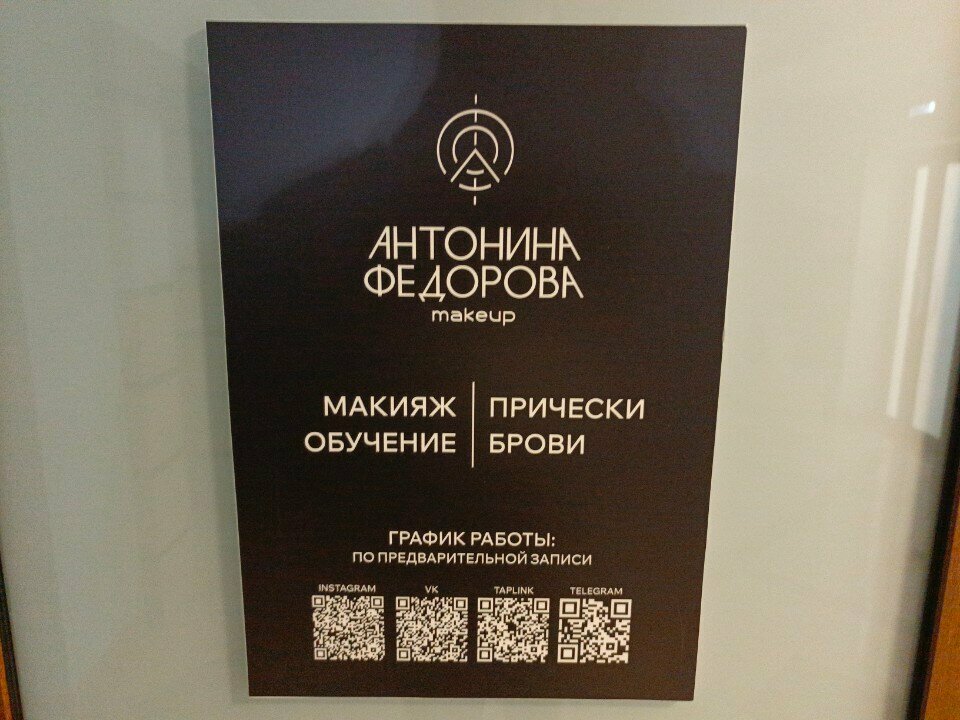 АНТОНИНА
ФЕДОРОВА
makeup
МАКИЯЖ | ПРИЧЕСКИ
ОБУЧЕНИЕ | БРОВИ
ГРАФИК РАБОТЫ:
ПО ПРЕДВАРИТЕЛЬНОЙ ЗАПИСИ
INSTAGRAM VK TAPLINK TELEGRAM